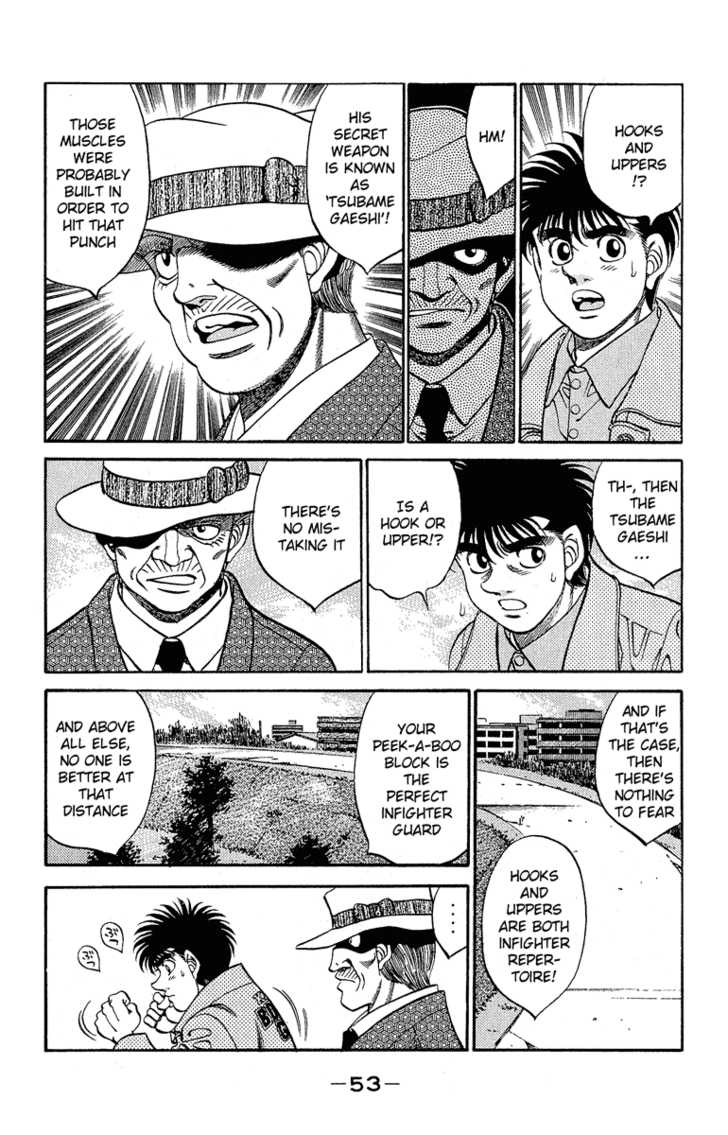 HOOKS
AND
UPPERS
!?
HM!
HIS
SECRET
WEAPON
IS KNOWN
AS
'TSUBAME
GAESHI'!
THOSE
MUSCLES
WERE
PROBABLY
BUILT IN
ORDER TO
HIT THAT
PUNCH
TH-, THEN
THE
TSUBAME
GAESHI
...
IS A
HOOK OR
UPPER!?
THERE'S
NO MIS-
TAKING IT
AND IF
THAT'S
THE CASE,
THEN
THERE'S
NOTHING
TO FEAR
HOOKS
AND
UPPERS
ARE BOTH
INFIGHTER
REPER-
TOIRE!
YOUR
PEEK-A-BOO
BLOCK IS
THE
PERFECT
INFIGHTER
GUARD
AND ABOVE
ALL ELSE,
NO ONE IS
BETTER AT
THAT
DISTANCE
....
ぶつ
ぶつ
—53—